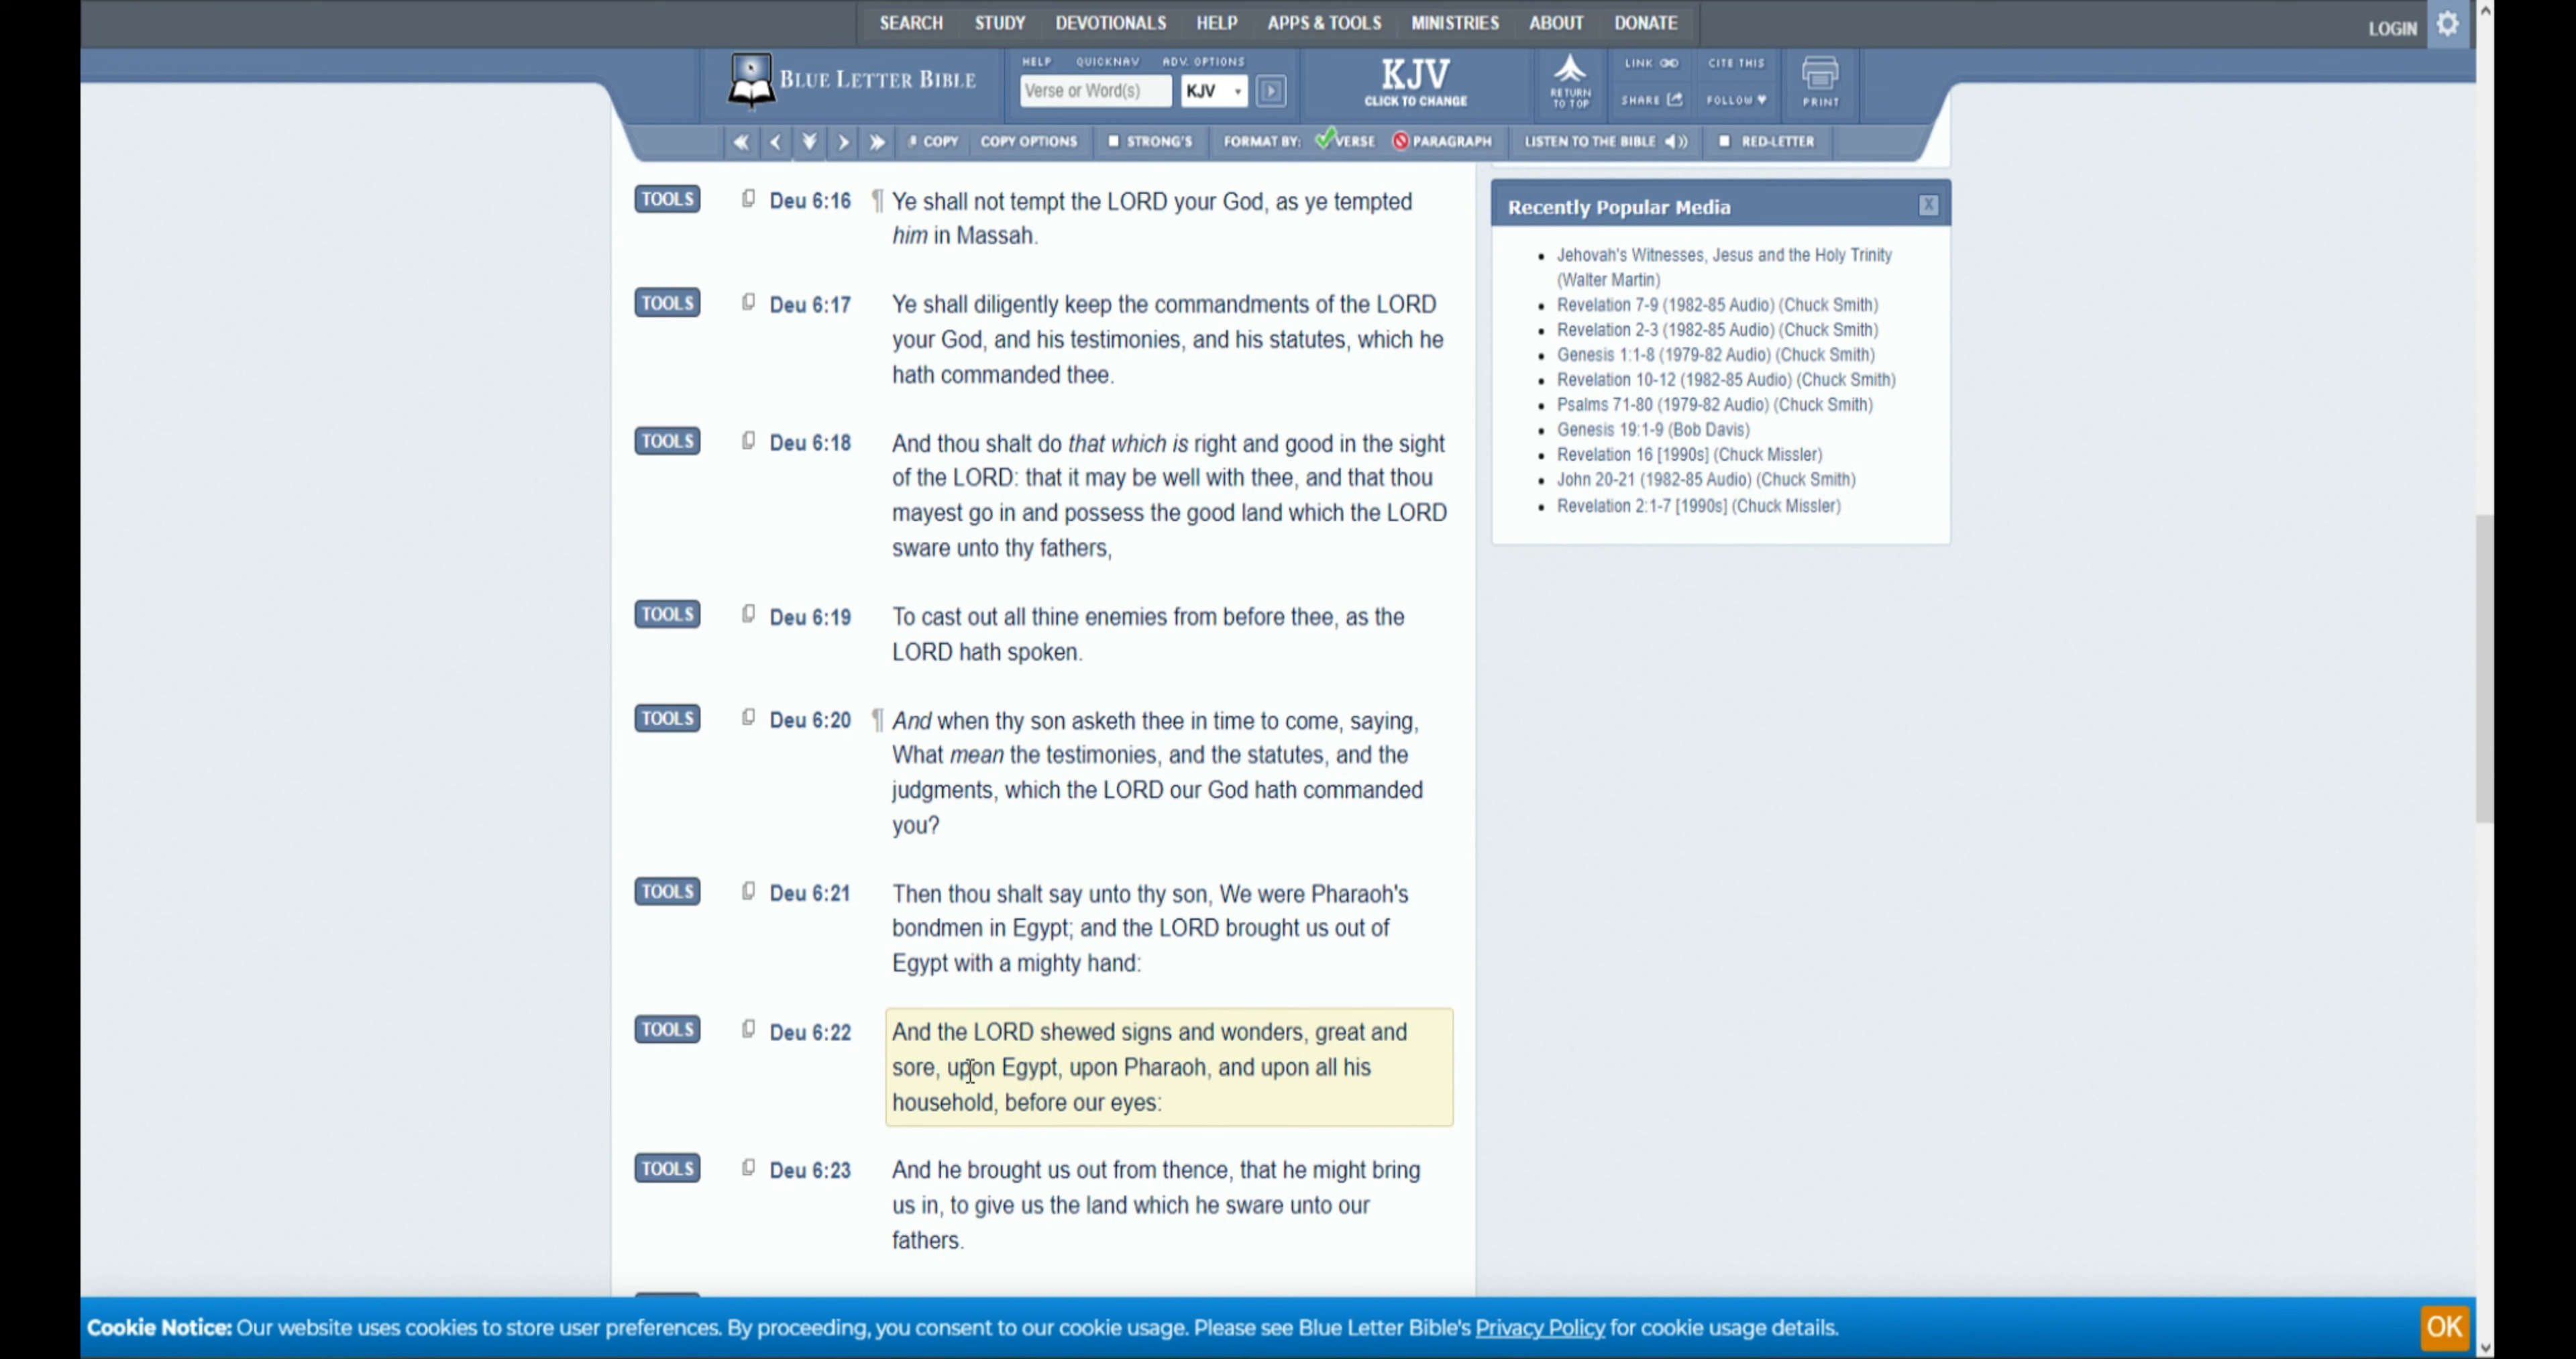 SEARCH STUDY DEVOTIONALS HELP APPS & TOOLS MINISTRIES ABOUT DONATE
LOGIN
BLUE LETTER BIBLE
HELP QUICKNAV ADV. OPTIONS
Verse or Word(s) KJV
KJV
CLICK TO CHANGE
RETURN
TO TOP
LINK CITE THIS
SHARE FOLLOW
PRINT
COPY COPY OPTIONS STRONG'S FORMAT BY: VERSE PARAGRAPH LISTEN TO THE BIBLE RED-LETTER
TOOLS Deu 6:16 ¶ Ye shall not tempt the LORD your God, as ye tempted
him in Massah.
TOOLS Deu 6:17 Ye shall diligently keep the commandments of the LORD
your God, and his testimonies, and his statutes, which he
hath commanded thee.
TOOLS Deu 6:18 And thou shalt do that which is right and good in the sight
of the LORD: that it may be well with thee, and that thou
mayest go in and possess the good land which the LORD
sware unto thy fathers,
TOOLS Deu 6:19 To cast out all thine enemies from before thee, as the
LORD hath spoken.
TOOLS Deu 6:20 ¶ And when thy son asketh thee in time to come, saying,
What mean the testimonies, and the statutes, and the
judgments, which the LORD our God hath commanded
you?
TOOLS Deu 6:21 Then thou shalt say unto thy son, We were Pharaoh's
bondmen in Egypt; and the LORD brought us out of
Egypt with a mighty hand:
TOOLS Deu 6:22 And the LORD shewed signs and wonders, great and
sore, upon Egypt, upon Pharaoh, and upon all his
household, before our eyes:
TOOLS Deu 6:23 And he brought us out from thence, that he might bring
us in, to give us the land which he sware unto our
fathers.
Recently Popular Media X
Jehovah's Witnesses, Jesus and the Holy Trinity
(Walter Martin)
Revelation 7-9 (1982-85 Audio) (Chuck Smith)
Revelation 2-3 (1982-85 Audio) (Chuck Smith)
Genesis 1:1-8 (1979-82 Audio) (Chuck Smith)
Revelation 10-12 (1982-85 Audio) (Chuck Smith)
Psalms 71-80 (1979-82 Audio) (Chuck Smith)
Genesis 19:1-9 (Bob Davis)
Revelation 16 [1990s] (Chuck Missler)
John 20-21 (1982-85 Audio) (Chuck Smith)
Revelation 2:1-7 [1990s] (Chuck Missler)
Cookie Notice: Our website uses cookies to store user preferences. By proceeding, you consent to our cookie usage. Please see Blue Letter Bible's Privacy Policy for cookie usage details. OK